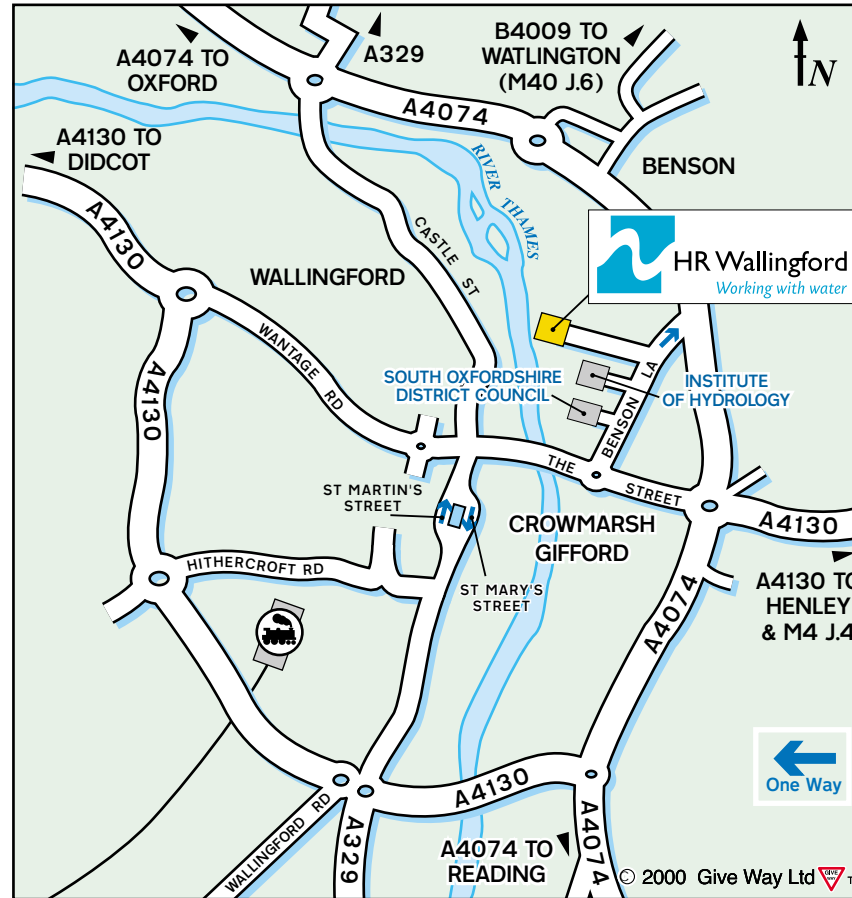 A4074 TO
OXFORD
A329
B4009 TO
WATLINGTON
(M40 J.6)
N
A4074
A4130 TO
DIDCOT
RIVER THAMES
BENSON
A4130
CASTLE ST
HR Wallingford
Working with water
WALLINGFORD
WANTAGE RD
A4130
SOUTH OXFORDSHIRE
DISTRICT COUNCIL
BENSON LA
INSTITUTE
OF HYDROLOGY
THE STREET
ST MARTIN'S
STREET
CROWMARSH
GIFFORD
A4130
HITHERCROFT RD
ST MARY'S
STREET
A4074
A4130 TO
HENLEY
& M4 J.4
One Way
A4130
WALLINGFORD RD
A329
A4074 TO
READING
A4074
© 2000 Give Way Ltd
GIVE WAY